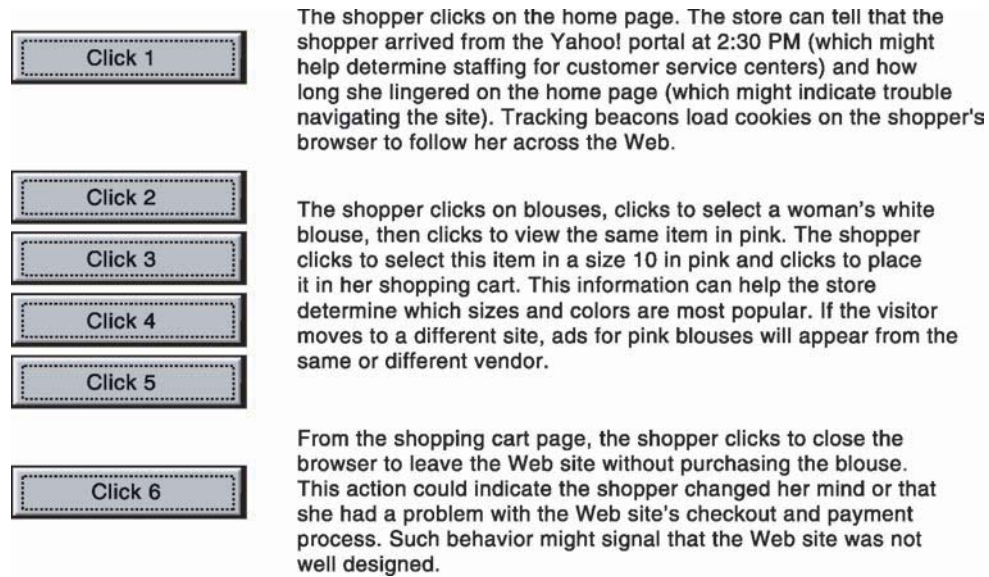 The shopper clicks on the home page. The store can tell that the
shopper arrived from the Yahoo! portal at 2:30 PM (which might
help determine staffing for customer service centers) and how
long she lingered on the home page (which might indicate trouble
navigating the site). Tracking beacons load cookies on the shopper's
browser to follow her across the Web.
Click 1
Click 2
Click 3
Click 4
Click 5
The shopper clicks on blouses, clicks to select a woman's white
blouse, then clicks to view the same item in pink. The shopper
clicks to select this item in a size 10 in pink and clicks to place
it in her shopping cart. This information can help the store
determine which sizes and colors are most popular. If the visitor
moves to a different site, ads for pink blouses will appear from the
same or different vendor.
Click 6
From the shopping cart page, the shopper clicks to close the
browser to leave the Web site without purchasing the blouse.
This action could indicate the shopper changed her mind or that
she had a problem with the Web site's checkout and payment
process. Such behavior might signal that the Web site was not
well designed.